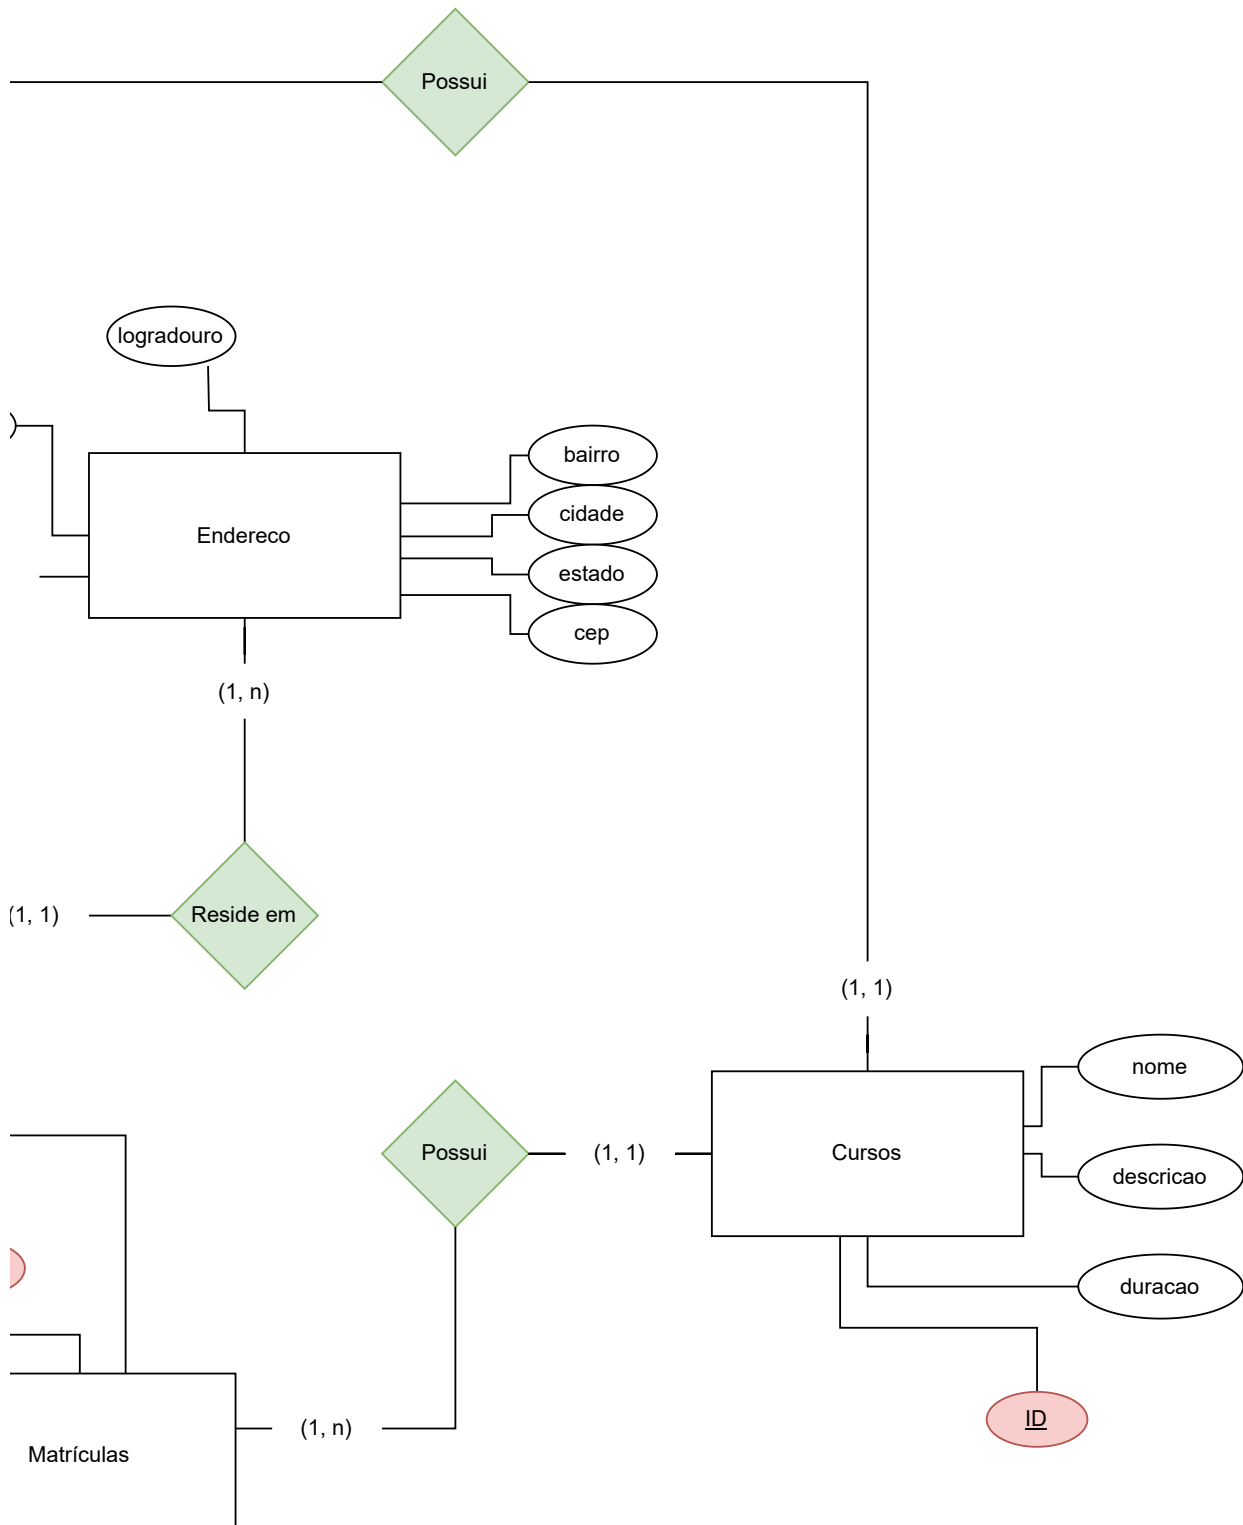 Possui
logradouro
bairro
cidade
Endereco
estado
cep
(1, n)
(1, 1)
Reside em
(1, 1)
nome
Possui
(1, 1)
Cursos
descricao
duracao
ID
(1, n)
Matrículas